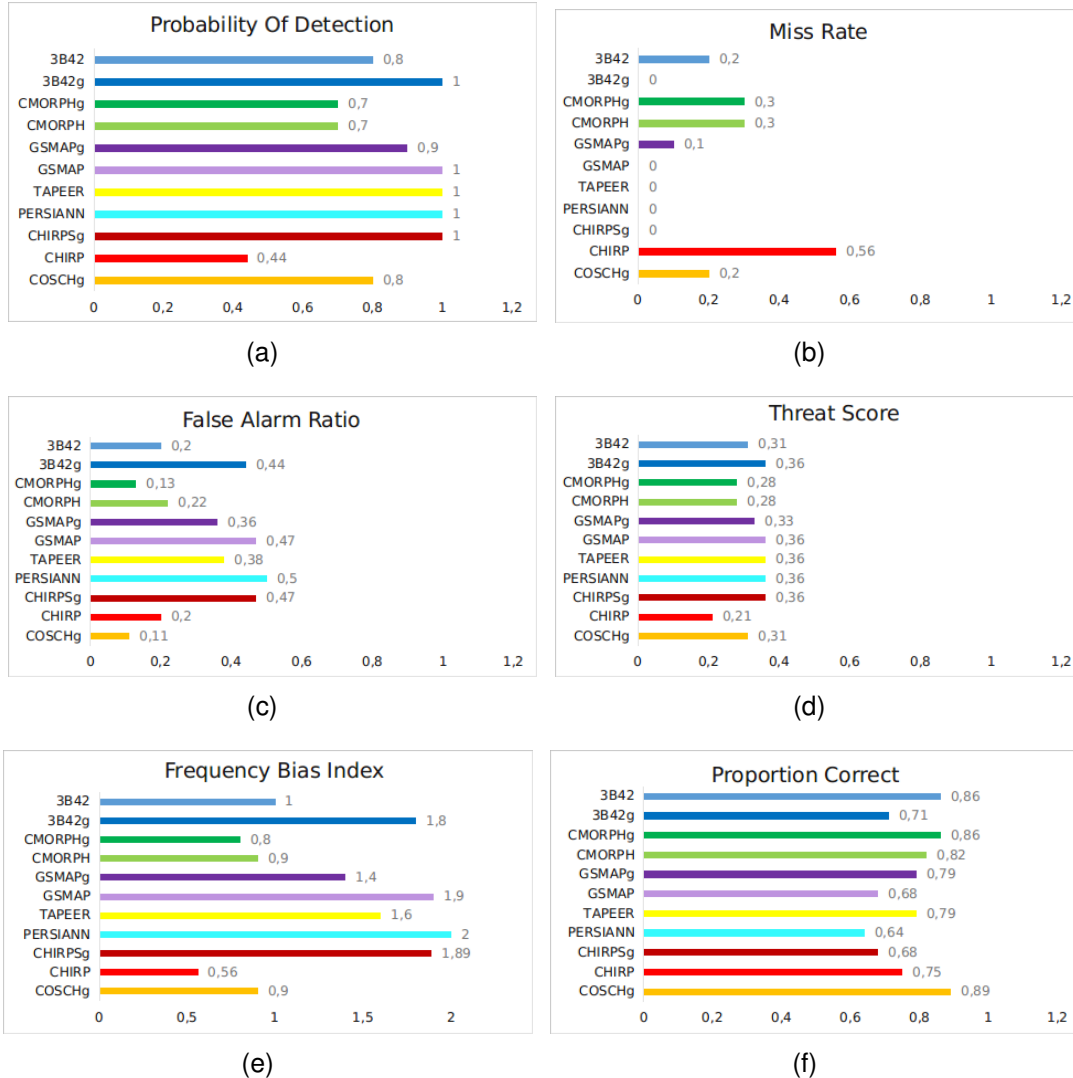 Probability Of Detection
3B42 0,8
3B42g 1
CMORPHg 0,7
CMORPH 0,7
GSMAPg 0,9
GSMAP 1
TAPEER 1
PERSIANN 1
CHIRPSg 1
CHIRP 0,44
COSCHg 0,8
0 0,2 0,4 0,6 0,8 1 1,2
(a)
Miss Rate
3B42 0,2
3B42g 0
CMORPHg 0,3
CMORPH 0,3
GSMAPg 0,1
GSMAP 0
TAPEER 0
PERSIANN 0
CHIRPSg 0
CHIRP 0,56
COSCHg 0,2
0 0,2 0,4 0,6 0,8 1 1,2
(b)
False Alarm Ratio
3B42 0,2
3B42g 0,44
CMORPHg 0,13
CMORPH 0,22
GSMAPg 0,36
GSMAP 0,47
TAPEER 0,38
PERSIANN 0,5
CHIRPSg 0,47
CHIRP 0,2
COSCHg 0,11
0 0,2 0,4 0,6 0,8 1 1,2
(c)
Threat Score
3B42 0,31
3B42g 0,36
CMORPHg 0,28
CMORPH 0,28
GSMAPg 0,33
GSMAP 0,36
TAPEER 0,36
PERSIANN 0,36
CHIRPSg 0,36
CHIRP 0,21
COSCHg 0,31
0 0,2 0,4 0,6 0,8 1 1,2
(d)
Frequency Bias Index
3B42 1
3B42g 1,8
CMORPHg 0,8
CMORPH 0,9
GSMAPg 1,4
GSMAP 1,9
TAPEER 1,6
PERSIANN 2
CHIRPSg 1,89
CHIRP 0,56
COSCHg 0,9
0 0,5 1 1,5 2
(e)
Proportion Correct
3B42 0,86
3B42g 0,71
CMORPHg 0,86
CMORPH 0,82
GSMAPg 0,79
GSMAP 0,68
TAPEER 0,79
PERSIANN 0,64
CHIRPSg 0,68
CHIRP 0,75
COSCHg 0,89
0 0,2 0,4 0,6 0,8 1 1,2
(f)